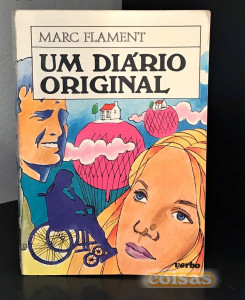 MARC FLAMENT
UM DIÁRIO
ORIGINAL
verbo
coisas